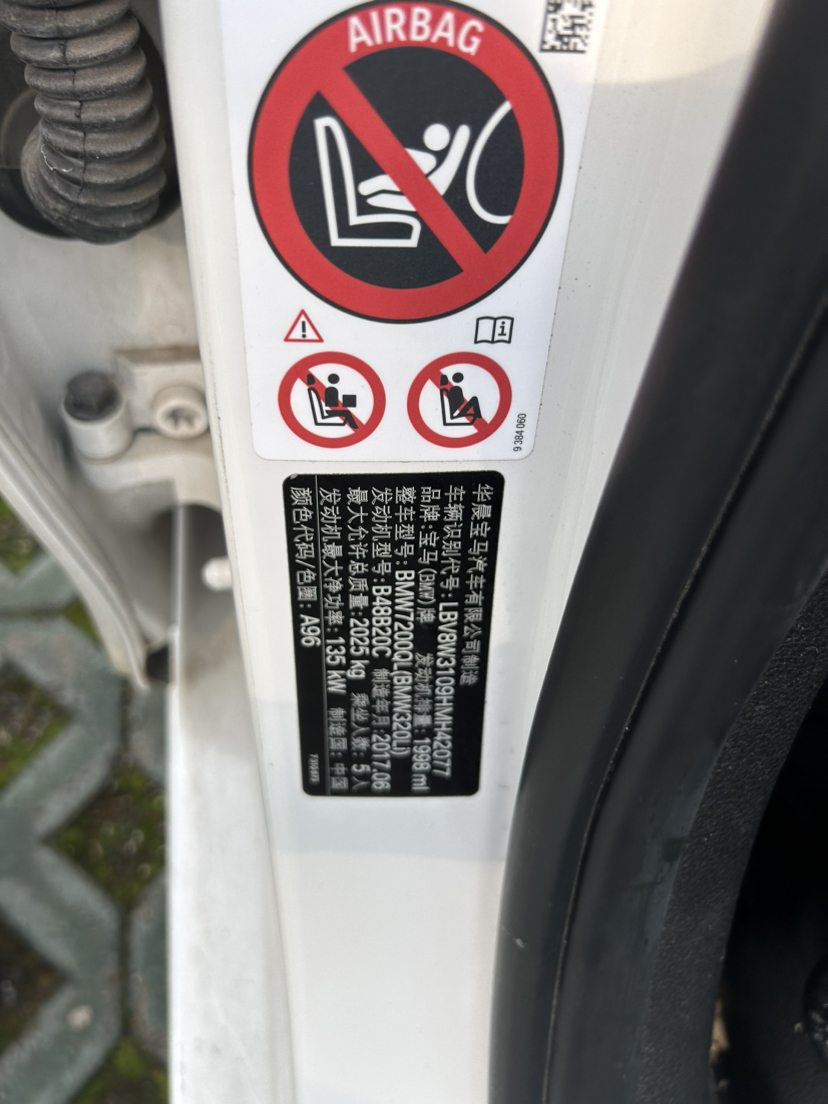 AIRBAG
9 384 060
华晨宝马汽车有限公司制造
车辆识别代号: LBV8W3109HMH42077
品牌: 宝马(BMW)牌 发动机排量: 1998 ml
整车型号: BMW7200QL(BMW320Li)
发动机型号: B48B20C 制造年月: 2017.06
最大允许总质量: 2025 kg 乘坐人数: 5 人
发动机最大净功率: 135 kW 制造国: 中国
颜色代码/色圈: A96